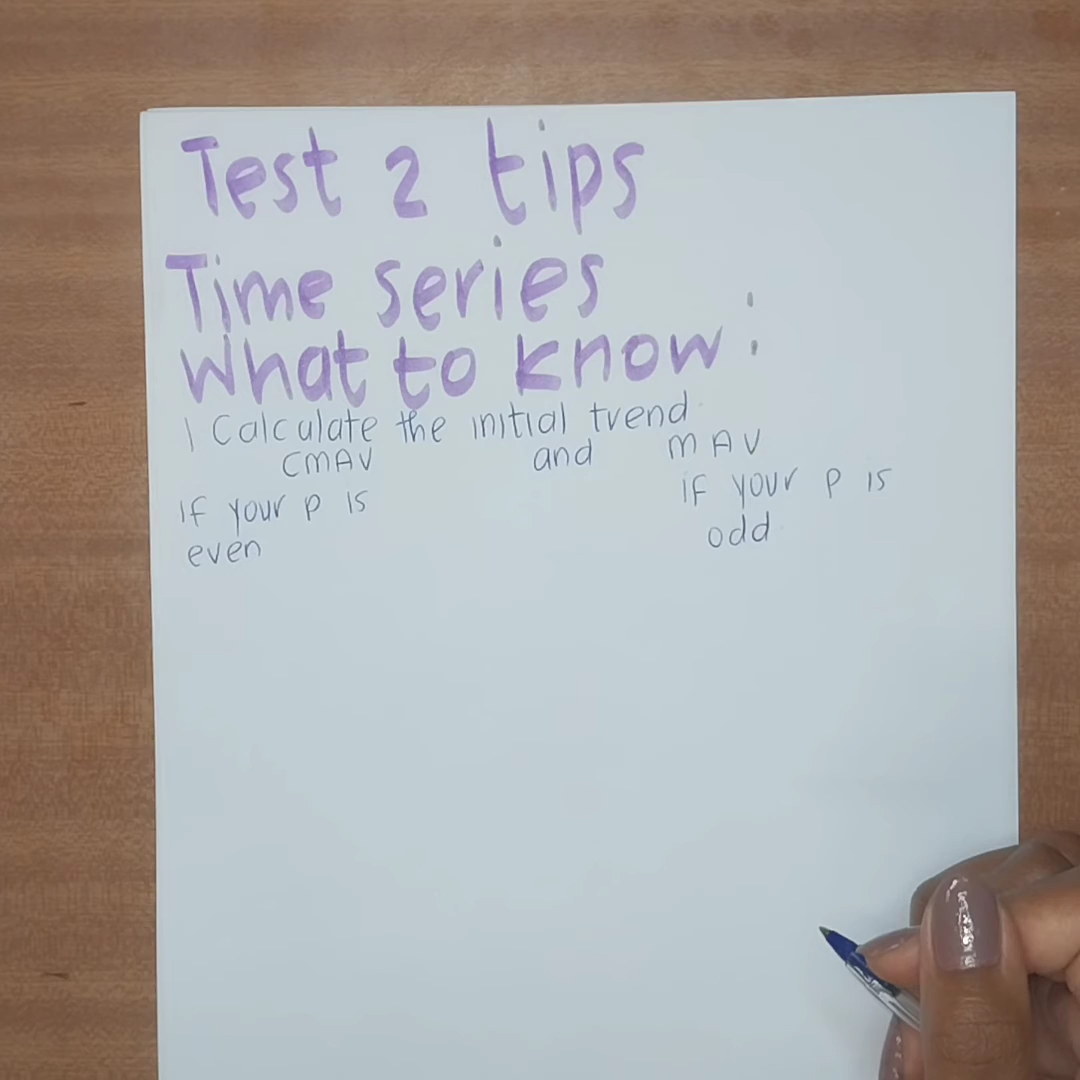 Test 2 tips
Time series
What to know:
1 Calculate the initial trend
CMAV and MAV
if your p is if your p is
even odd